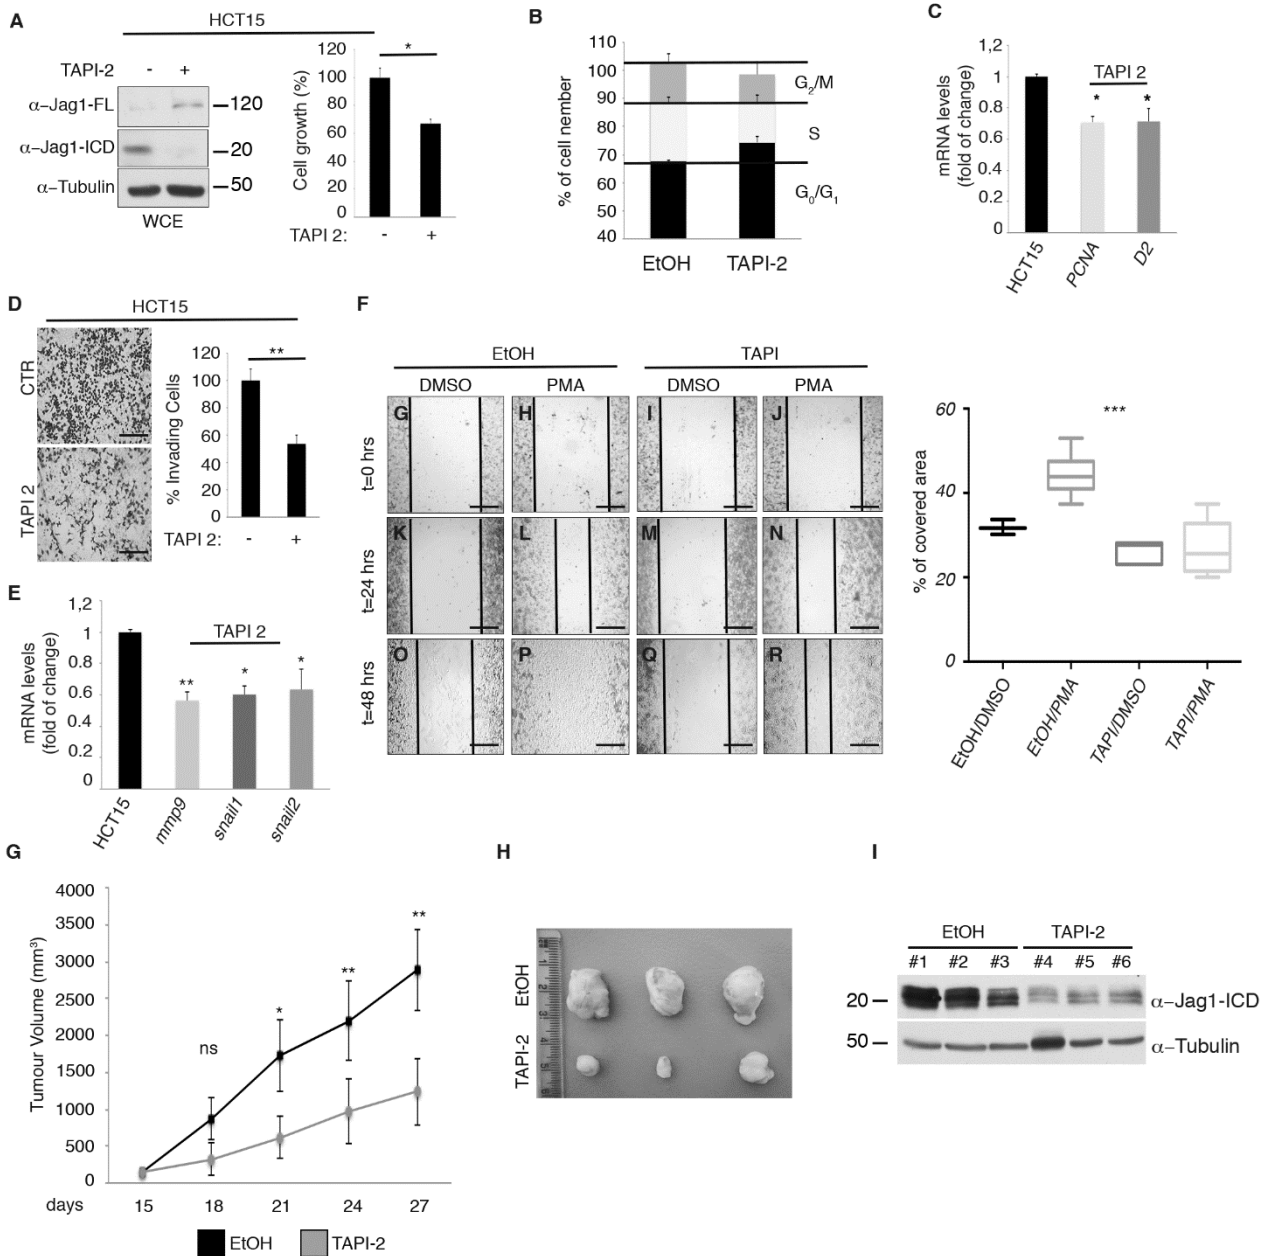 A
HCT15
TAPI-2 - +
α-Jag1-FL 120
α-Jag1-ICD 20
α-Tubulin 50
WCE
Cell growth (%)
120
100
80
60
40
20
0
*
TAPI 2: - +
B
% of cell nember
110
100
90
80
70
60
50
40
G2/M
S
G0/G1
EtOH TAPI-2
C
mRNA levels
(fold of change)
1,2
1
0.8
0.6
0.4
0.2
0
TAPI 2
* *
HCT15 PCNA D2
D
HCT15
CTR
TAPI 2
% Invading Cells
120
100
80
60
40
20
0
**
TAPI 2: - +
E
mRNA levels
(fold of change)
1,2
1
0.8
0.6
0.4
0.2
0
TAPI 2
** * *
HCT15 mmp9 snail1 snail2
F
EtOH TAPI
DMSO PMA DMSO PMA
t=0 hrs
G H I J
t=24 hrs
K L M N
t=48 hrs
O P Q R
% of covered area
60
40
20
0
***
EtOH/DMSO EtOH/PMA TAPI/DMSO TAPI/PMA
G
Tumour Volume (mm³)
4000
3500
3000
2500
2000
1500
1000
500
0
ns * ** **
days 15 18 21 24 27
EtOH TAPI-2
H
EtOH
TAPI-2
I
EtOH TAPI-2
#1 #2 #3 #4 #5 #6
20 α-Jag1-ICD
50 α-Tubulin